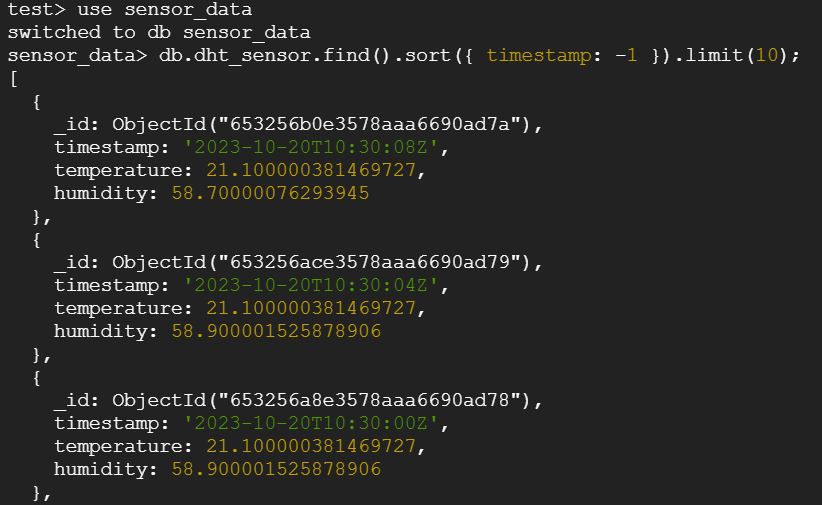 test> use sensor_data
switched to db sensor_data
sensor_data> db.dht_sensor.find().sort({ timestamp: -1 }).limit(10);
[
  {
    _id: ObjectId("653256b0e3578aaa6690ad7a"),
    timestamp: '2023-10-20T10:30:08Z',
    temperature: 21.100000381469727,
    humidity: 58.70000076293945
  },
  {
    _id: ObjectId("653256ace3578aaa6690ad79"),
    timestamp: '2023-10-20T10:30:04Z',
    temperature: 21.100000381469727,
    humidity: 58.900001525878906
  },
  {
    _id: ObjectId("653256a8e3578aaa6690ad78"),
    timestamp: '2023-10-20T10:30:00Z',
    temperature: 21.100000381469727,
    humidity: 58.900001525878906
  },